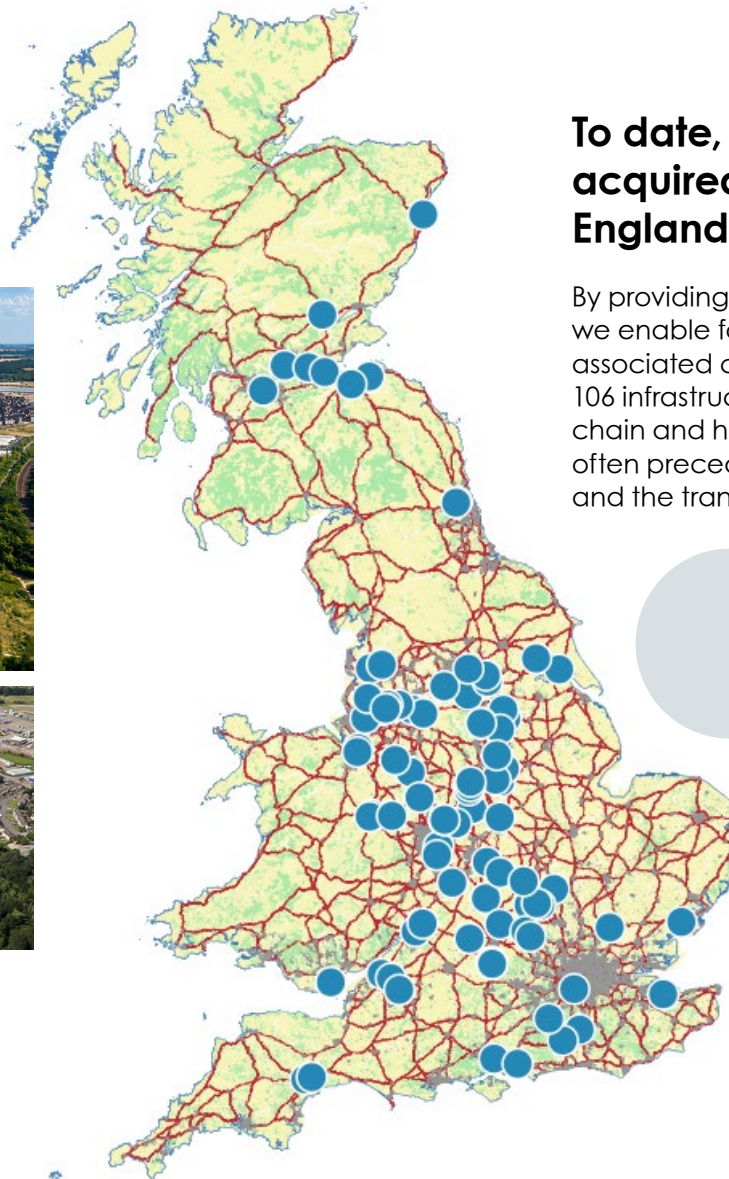 To date,
acquired
England
By providing
we enable fo
associated c
106 infrastruc
chain and h
often preced
and the tran